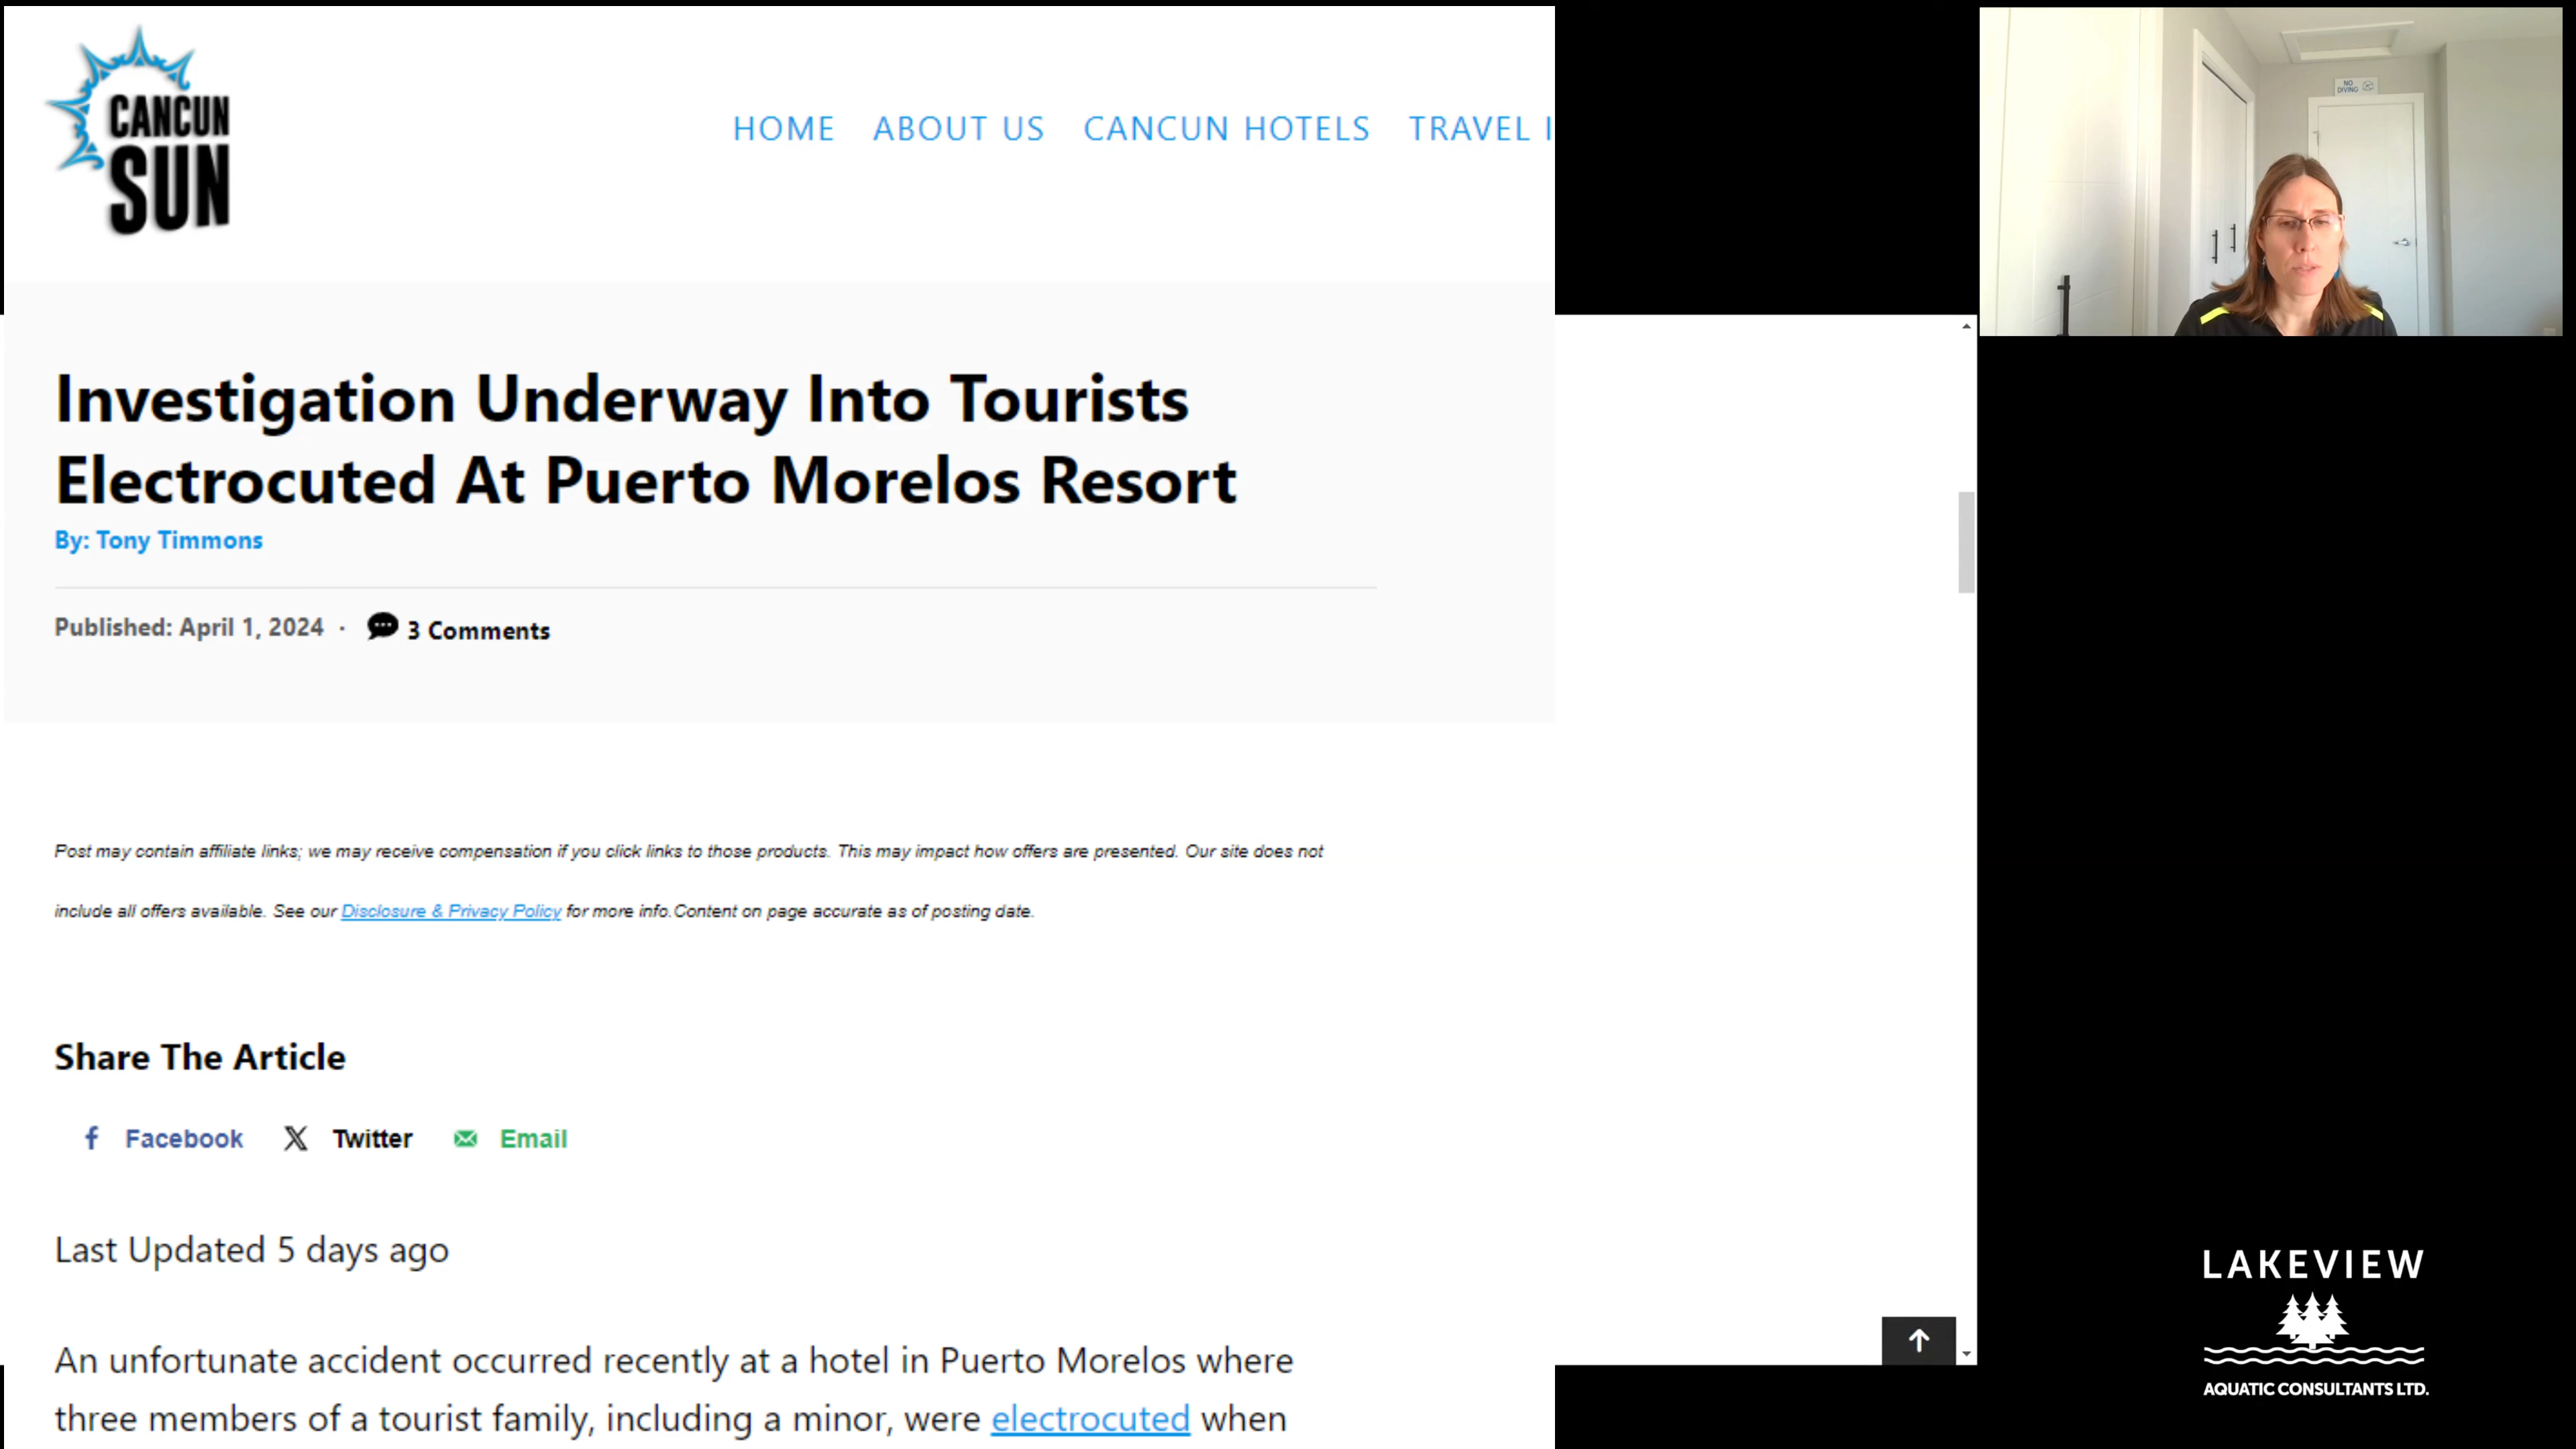 CANCUN
SUN
HOME ABOUT US CANCUN HOTELS TRAVEL I
Investigation Underway Into Tourists
Electrocuted At Puerto Morelos Resort
By: Tony Timmons
Published: April 1, 2024 · 3 Comments
Post may contain affiliate links; we may receive compensation if you click links to those products. This may impact how offers are presented. Our site does not
include all offers available. See our Disclosure & Privacy Policy for more info.Content on page accurate as of posting date.
Share The Article
Facebook Twitter Email
Last Updated 5 days ago
An unfortunate accident occurred recently at a hotel in Puerto Morelos where
three members of a tourist family, including a minor, were electrocuted when
NO
DIVING
LAKEVIEW
AQUATIC CONSULTANTS LTD.